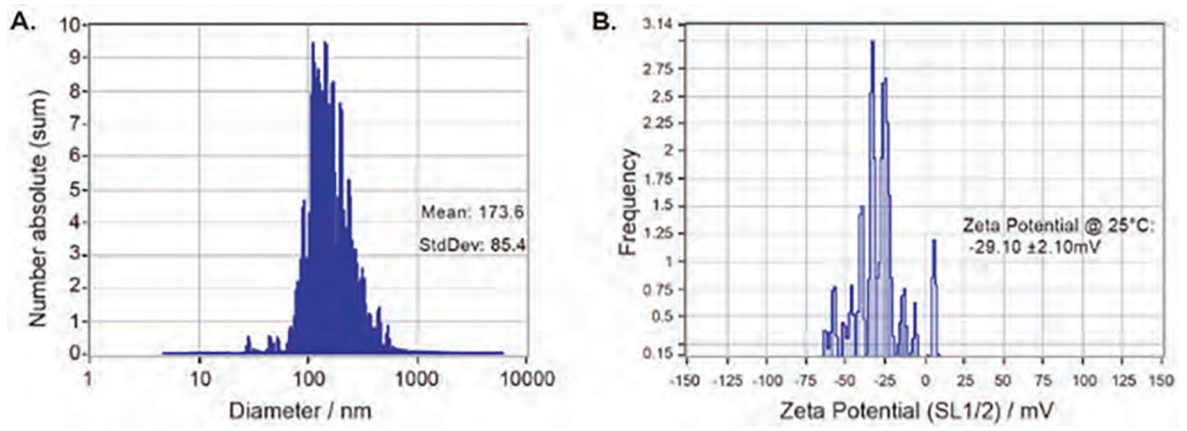 A.
Number absolute (sum)
10
9
8
7
6
5
4
3
2
1
0
Mean: 173.6
StdDev: 85.4
1 10 100 1000 10000
Diameter / nm
B.
Frequency
3.14
2.75
2.5
2.25
2
1.75
1.5
1.25
1
0.75
0.5
0.15
Zeta Potential @ 25°C:
-29.10 ±2.10mV
-150 -125 -100 -75 -50 -25 0 25 50 75 100 125 150
Zeta Potential (SL1/2) / mV